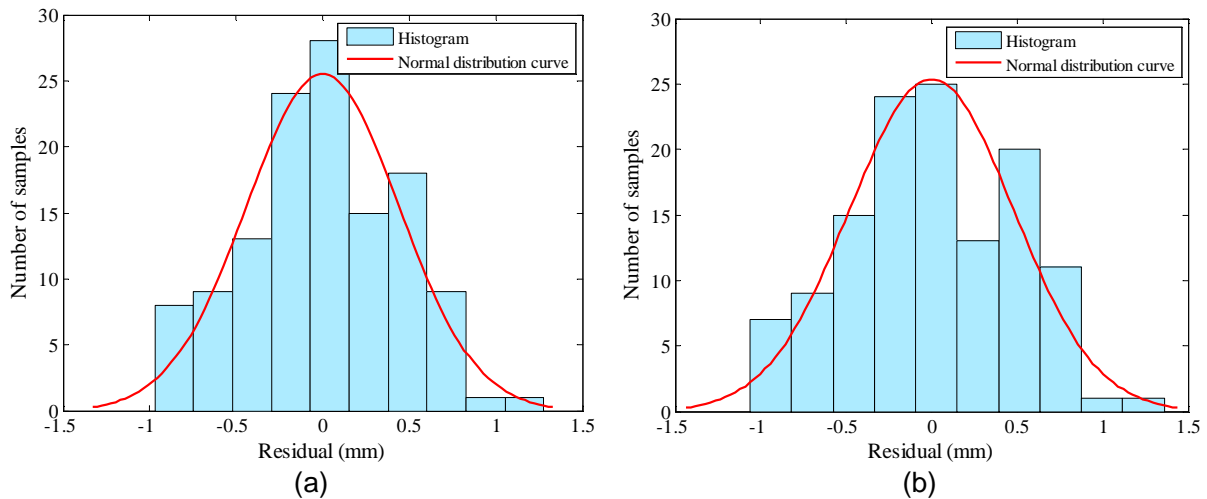 30
25
20
15
10
5
0
Number of samples
Histogram
Normal distribution curve
-1.5 -1 -0.5 0 0.5 1 1.5
Residual (mm)
(a)
30
25
20
15
10
5
0
Number of samples
Histogram
Normal distribution curve
-1.5 -1 -0.5 0 0.5 1 1.5
Residual (mm)
(b)